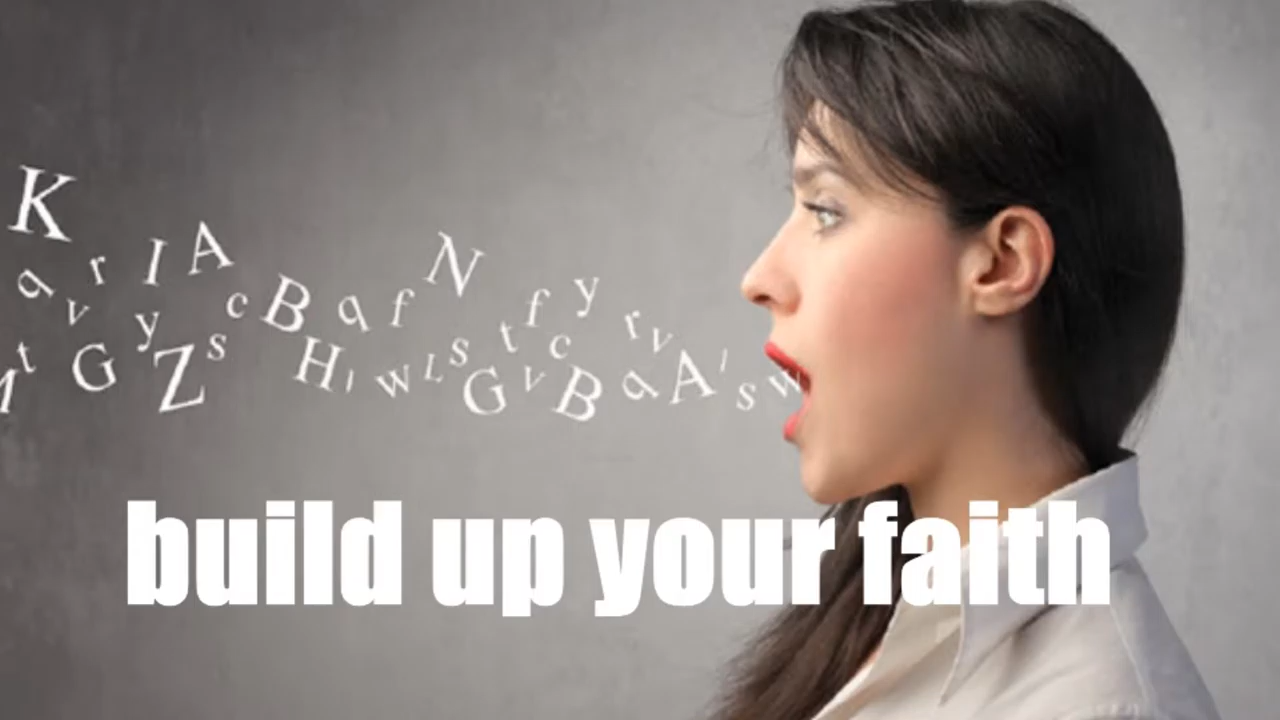 K
q r I A
v y c B q f N f y r v
M t G Z s H l w L s G t v c B q A l s w
build up your faith